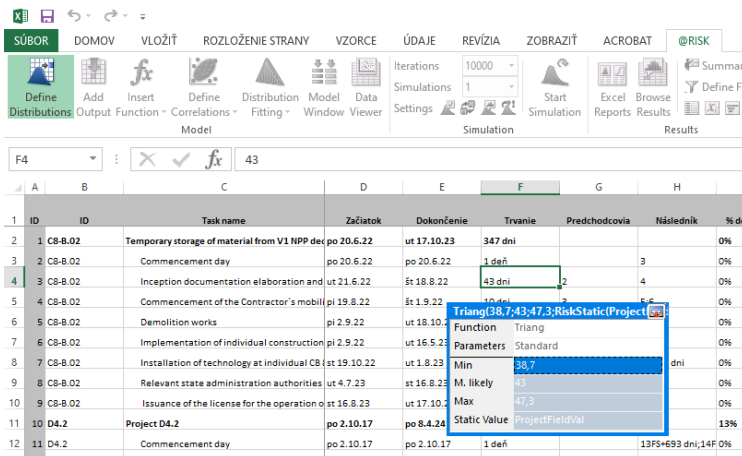 SÚBOR DOMOV VLOŽIŤ ROZLOŽENIE STRANY VZORCE ÚDAJE REVÍZIA ZOBRAZIŤ ACROBAT @RISK
Define Distributions Add Output Insert Function Define Correlations Distribution Fitting Model Window Data Viewer
Iterations 10000
Simulations 1
Settings
Start Simulation
Excel Reports Browse Results
Summar
Define F
Model Simulation Results
F4 fx 43
A B C D E F G H
1 ID ID Task name Začiatok Dokončenie Trvanie Predchodcovia Následník % d
2 1 C8-B.02 Temporary storage of material from V1 NPP dec po 20.6.22 ut 17.10.23 347 dni 0%
3 2 C8-B.02 Commencement day po 20.6.22 po 20.6.22 1 deň 3 0%
4 3 C8-B.02 Inception documentation elaboration and ut 21.6.22 št 18.8.22 43 dni 2 4 0%
5 4 C8-B.02 Commencement of the Contractor´s mobili pi 19.8.22 št 1.9.22 10 dni 3 5;6 0%
6 5 C8-B.02 Demolition works pi 2.9.22 ut 18.10. 0%
7 6 C8-B.02 Implementation of individual construction pi 2.9.22 ut 16.5.2 0%
8 7 C8-B.02 Installation of technology at individual CB & st 19.10.22 ut 1.8.23 dni 0%
9 8 C8-B.02 Relevant state administration authorities ut 4.7.23 st 16.8.23 0%
10 9 C8-B.02 Issuance of the license for the operation o st 16.8.23 ut 17.10. 0%
11 10 D4.2 Project D4.2 po 2.10.17 po 8.4.24 13%
12 11 D4.2 Commencement day po 2.10.17 po 2.10.17 1 deň 13FS+693 dni;14F 0%
Triang(38,7;43;47,3;RiskStatic(Project
Function Triang
Parameters Standard
Min 38,7
M. likely 43
Max 47,3
Static Value ProjectFieldVal